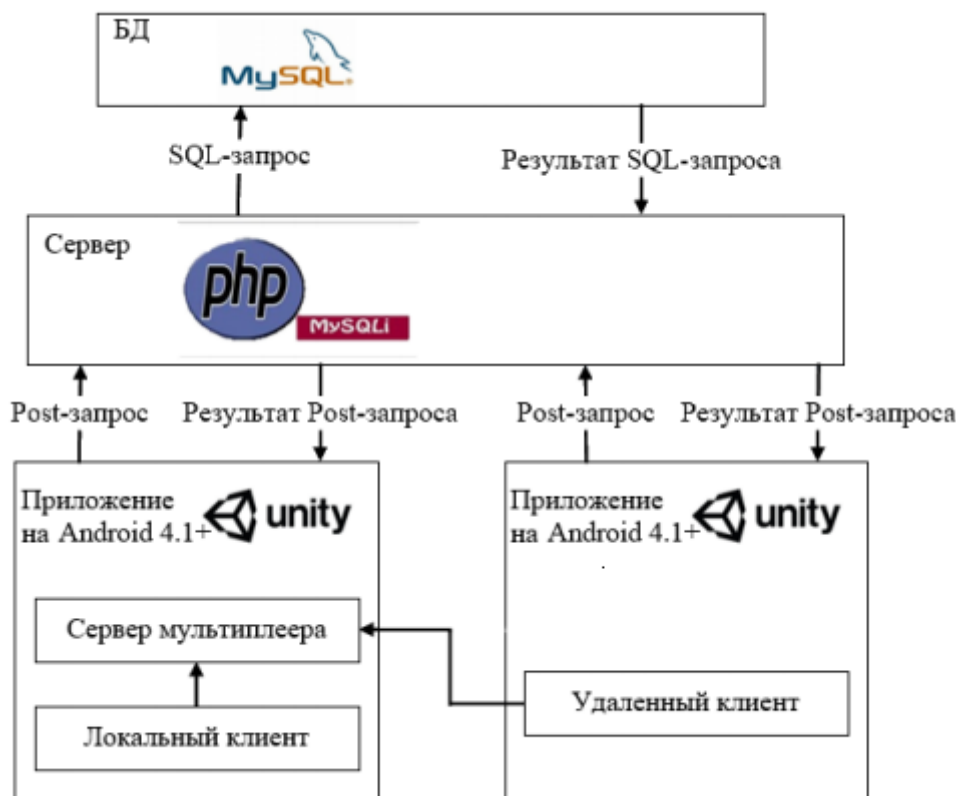 БД
MySQL®
SQL-запрос
Результат SQL-запроса
Сервер
php
MySQLi
Post-запрос
Результат Post-запроса
Post-запрос
Результат Post-запроса
Приложение
на Android 4.1+
unity
Сервер мультиплеера
Локальный клиент
Приложение
на Android 4.1+
unity
.
Удаленный клиент